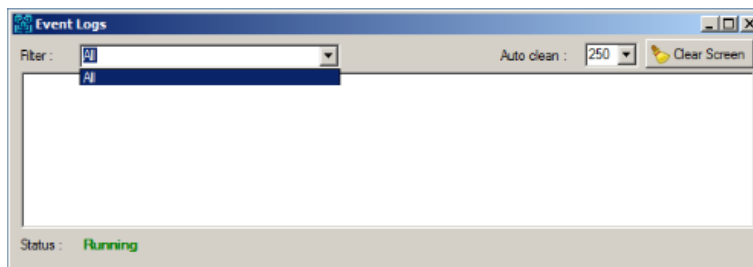 Event Logs
Filter : All Auto clean : 250 Clear Screen
All
Status : Running